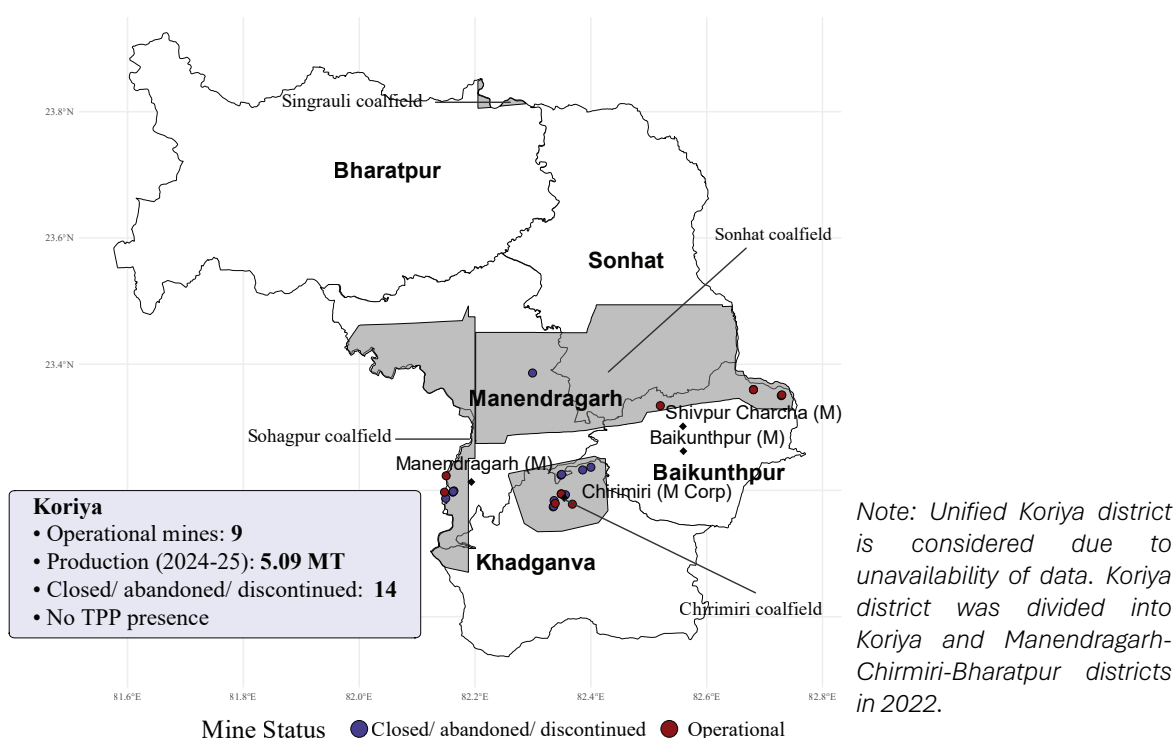 Singrauli coalfield
23.8°N
Bharatpur
Sonhat coalfield
23.6°N
Sonhat
23.4°N
Manendragarh
Shivpur Charcha (M)
Sohagpur coalfield
Baikunthpur (M)
Manendragarh (M)
Baikunthpur
Chirimiri (M Corp)
Koriya
• Operational mines: 9
• Production (2024-25): 5.09 MT
• Closed/ abandoned/ discontinued: 14
• No TPP presence
Khadganva
Chirimiri coalfield
Note: Unified Koriya district
is considered due to
unavailability of data. Koriya
district was divided into
Koriya and Manendragarh-
Chirmiri-Bharatpur districts
in 2022.
81.6°E 81.8°E 82.0°E 82.2°E 82.4°E 82.6°E 82.8°E
Mine Status Closed/ abandoned/ discontinued Operational